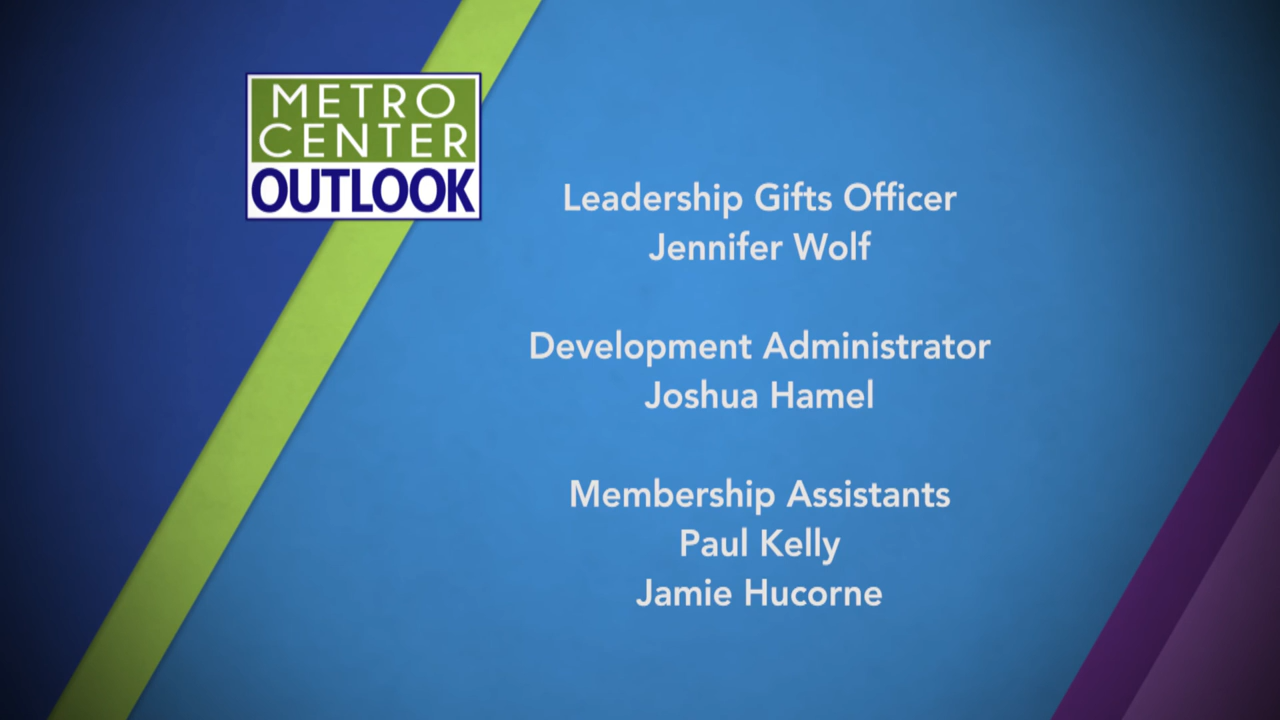 METRO
CENTER
OUTLOOK
Leadership Gifts Officer
Jennifer Wolf
Development Administrator
Joshua Hamel
Membership Assistants
Paul Kelly
Jamie Hucorne